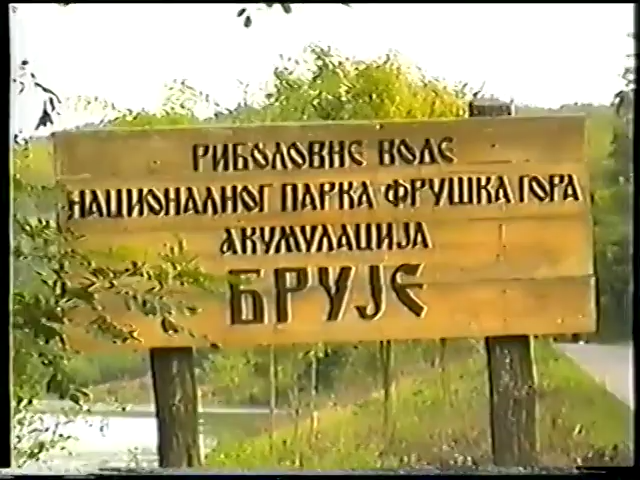 РИБОЛОВНЕ ВОДЕ
НАЦИОНАЛНОГ ПАРКА ФРУШКА ГОРА
АКУМУЛАЦИЈА
БРУЈЕ